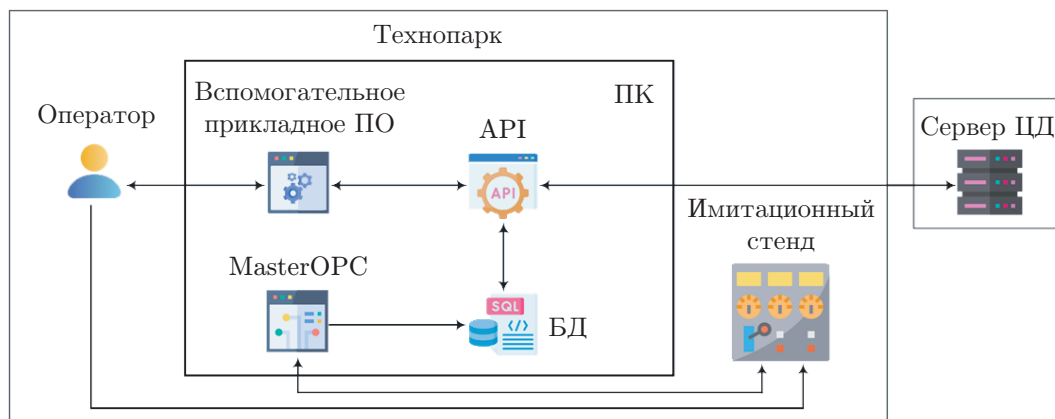 Технопарк
Вспомогательное
прикладное ПО
ПК
Оператор
API
Сервер ЦД
API
Имитационный
стенд
MasterOPC
SQL
</>
БД